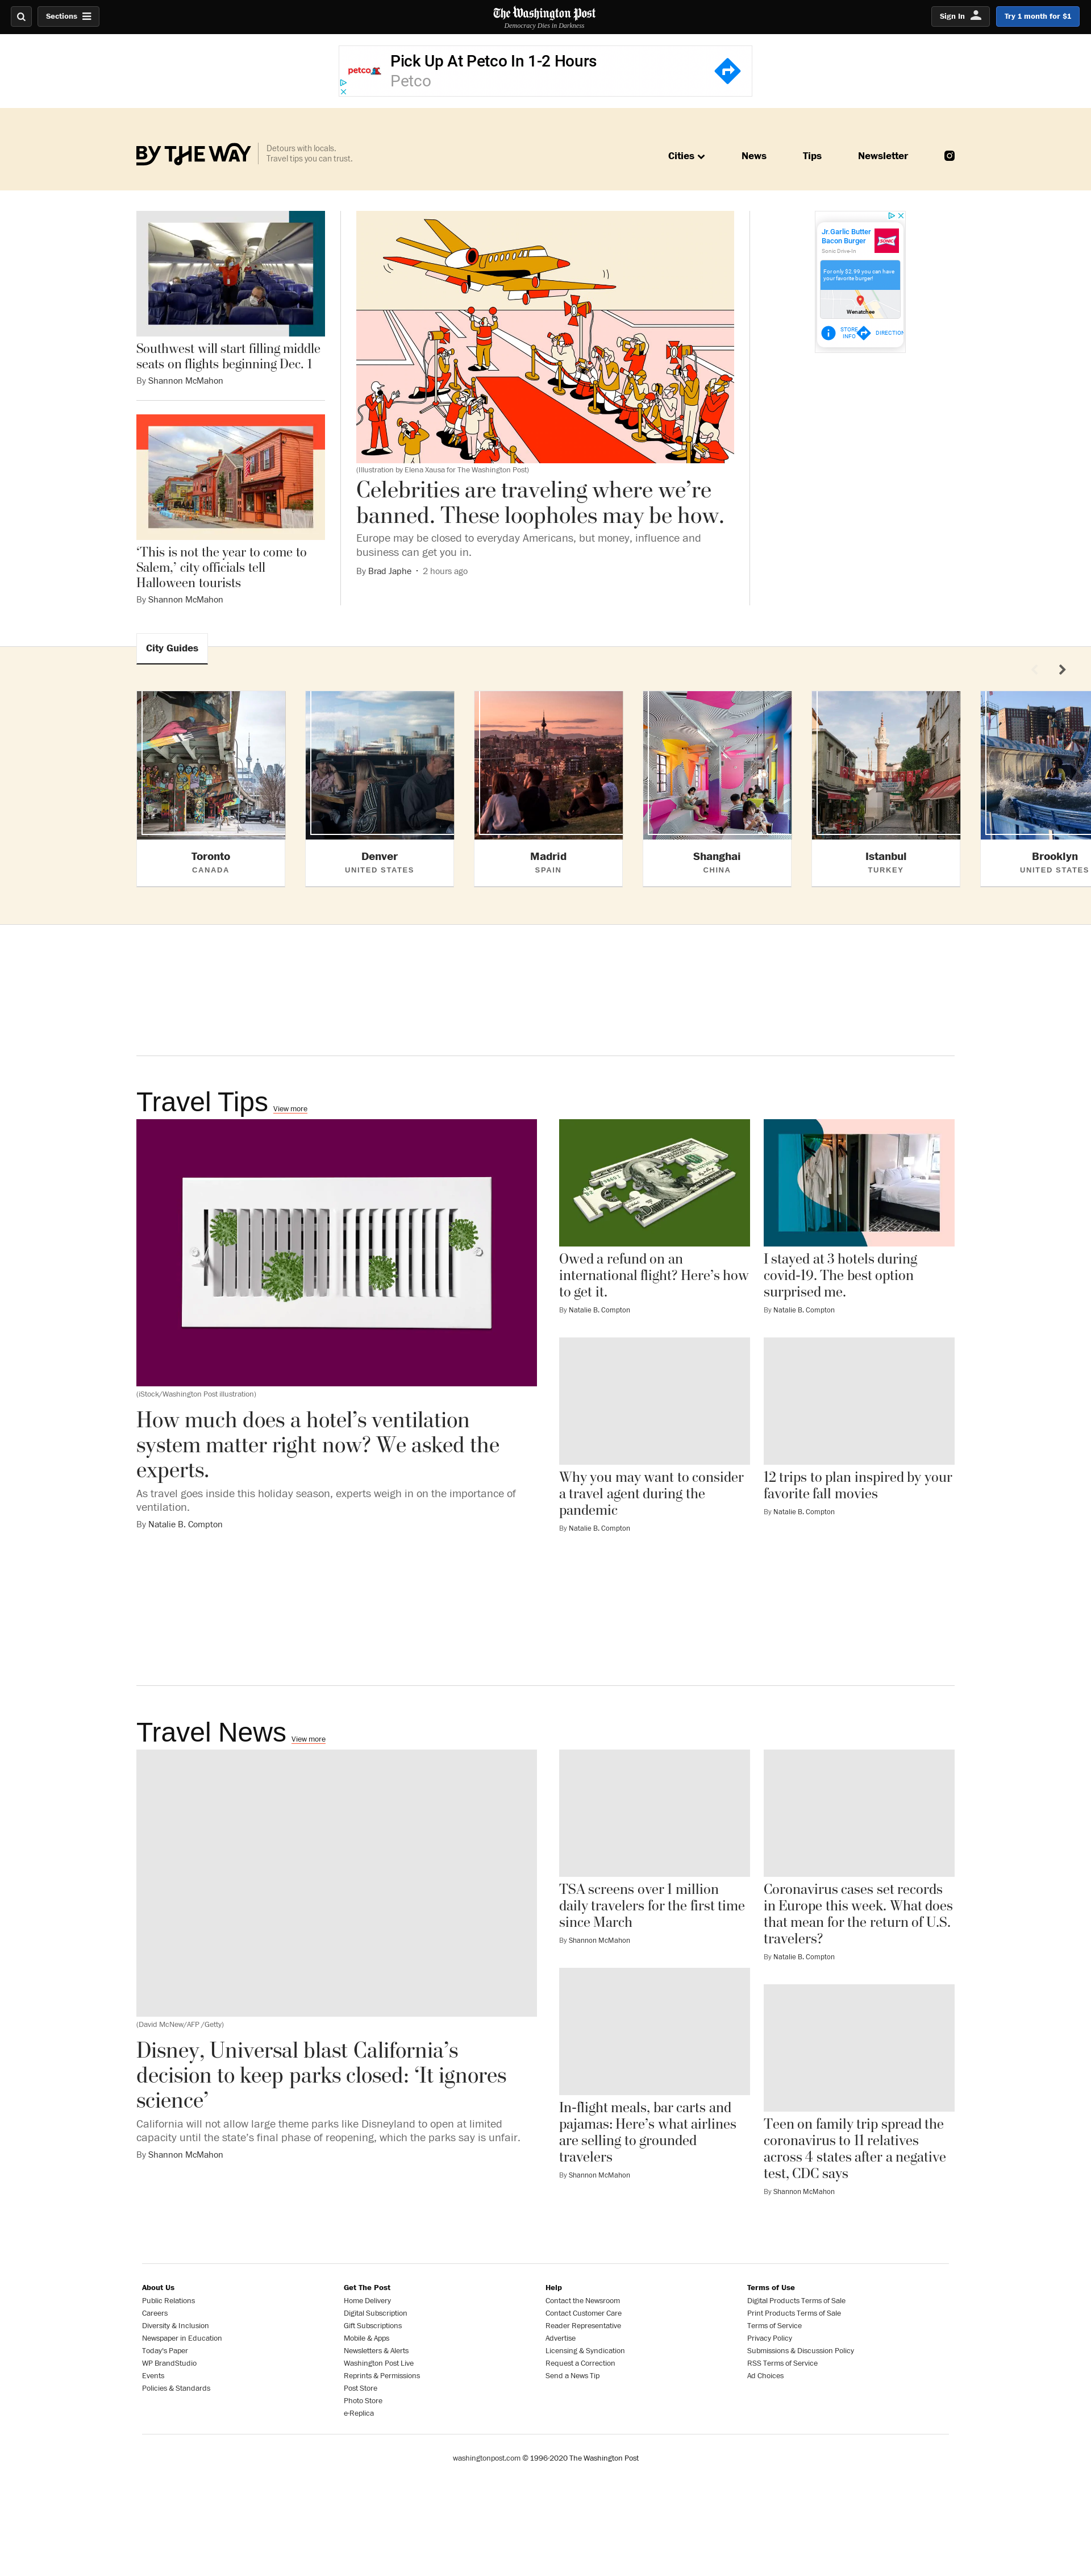 Sections
The Washington Post
Democracy Dies in Darkness
Sign In
Try 1 month for $1
petco
Pick Up At Petco In 1-2 Hours
Petco
BY THE WAY
Detours with locals.
Travel tips you can trust.
Cities
News
Tips
Newsletter
Southwest will start filling middle
seats on flights beginning Dec. 1
By Shannon McMahon
‘This is not the year to come to
Salem,’ city officials tell
Halloween tourists
By Shannon McMahon
(Illustration by Elena Xausa for The Washington Post)
Celebrities are traveling where we’re
banned. These loopholes may be how.
Europe may be closed to everyday Americans, but money, influence and
business can get you in.
By Brad Japhe • 2 hours ago
Jr.Garlic Butter
Bacon Burger
Sonic Drive-In
For only $2.99 you can have
your favorite burger!
Wenatchee
STORE
INFO
DIRECTION
City Guides
Toronto
CANADA
Denver
UNITED STATES
Madrid
SPAIN
Shanghai
CHINA
Istanbul
TURKEY
Brooklyn
UNITED STATES
Travel Tips View more
(iStock/Washington Post illustration)
How much does a hotel’s ventilation
system matter right now? We asked the
experts.
As travel goes inside this holiday season, experts weigh in on the importance of
ventilation.
By Natalie B. Compton
Owed a refund on an
international flight? Here’s how
to get it.
By Natalie B. Compton
I stayed at 3 hotels during
covid-19. The best option
surprised me.
By Natalie B. Compton
Why you may want to consider
a travel agent during the
pandemic
By Natalie B. Compton
12 trips to plan inspired by your
favorite fall movies
By Natalie B. Compton
Travel News View more
(David McNew/AFP /Getty)
Disney, Universal blast California’s
decision to keep parks closed: ‘It ignores
science’
California will not allow large theme parks like Disneyland to open at limited
capacity until the state’s final phase of reopening, which the parks say is unfair.
By Shannon McMahon
TSA screens over 1 million
daily travelers for the first time
since March
By Shannon McMahon
Coronavirus cases set records
in Europe this week. What does
that mean for the return of U.S.
travelers?
By Natalie B. Compton
In-flight meals, bar carts and
pajamas: Here’s what airlines
are selling to grounded
travelers
By Shannon McMahon
Teen on family trip spread the
coronavirus to 11 relatives
across 4 states after a negative
test, CDC says
By Shannon McMahon
About Us
Public Relations
Careers
Diversity & Inclusion
Newspaper in Education
Today's Paper
WP BrandStudio
Events
Policies & Standards
Get The Post
Home Delivery
Digital Subscription
Gift Subscriptions
Mobile & Apps
Newsletters & Alerts
Washington Post Live
Reprints & Permissions
Post Store
Photo Store
e-Replica
Help
Contact the Newsroom
Contact Customer Care
Reader Representative
Advertise
Licensing & Syndication
Request a Correction
Send a News Tip
Terms of Use
Digital Products Terms of Sale
Print Products Terms of Sale
Terms of Service
Privacy Policy
Submissions & Discussion Policy
RSS Terms of Service
Ad Choices
washingtonpost.com © 1996-2020 The Washington Post